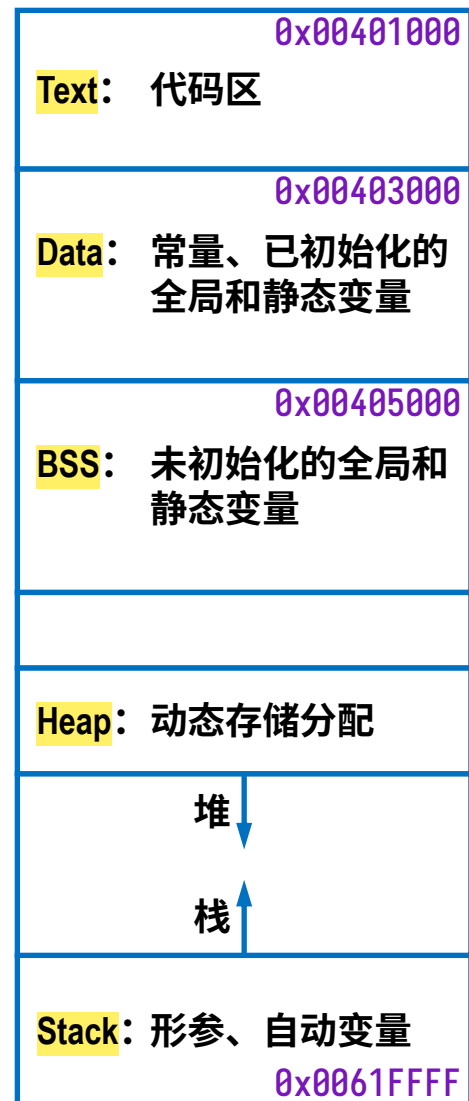 0x00401000
Text： 代码区
0x00403000
Data： 常量、已初始化的
全局和静态变量
0x00405000
BSS： 未初始化的全局和
静态变量
Heap： 动态存储分配
堆
栈
Stack： 形参、自动变量
0x0061FFFF